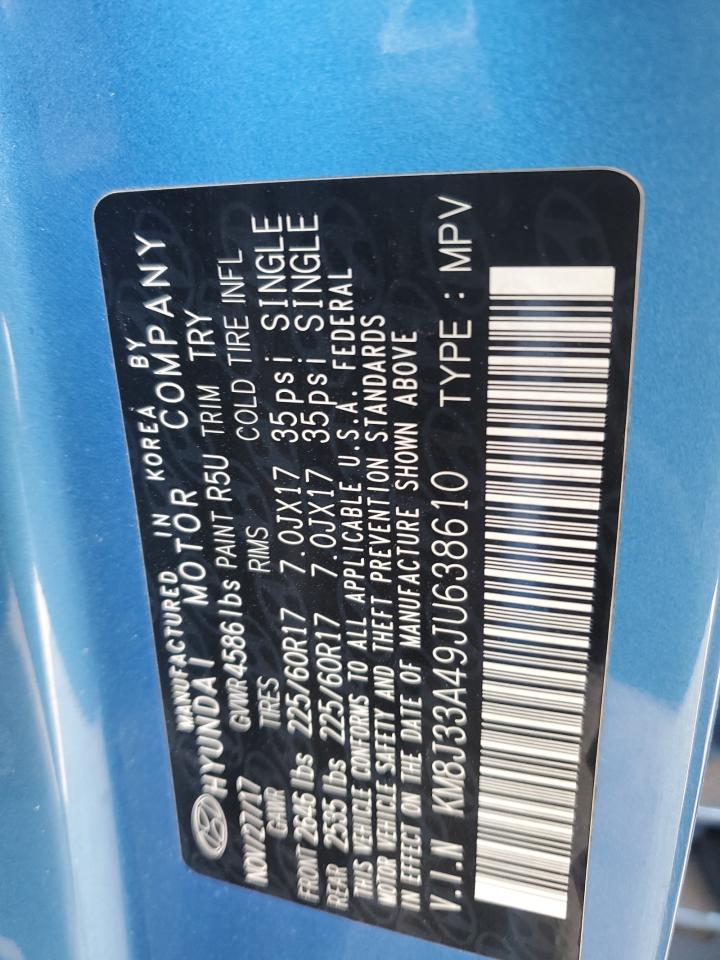 MANUFACTURED IN KOREA BY
HYUNDAI MOTOR COMPANY
NOV/27/17 GVWR 4586 lbs PAINT R5U TRIM TRY
GAWR TIRES RIMS COLD TIRE INFL
FRONT 2646 lbs 225/60R17 7.0JX17 35psi SINGLE
REAR 2535 lbs 225/60R17 7.0JX17 35psi SINGLE
THIS VEHICLE CONFORMS TO ALL APPLICABLE U.S.A. FEDERAL
MOTOR VEHICLE SAFETY AND THEFT PREVENTION STANDARDS
IN EFFECT ON THE DATE OF MANUFACTURE SHOWN ABOVE
V.I.N KM8J33A49JU638610 TYPE : MPV